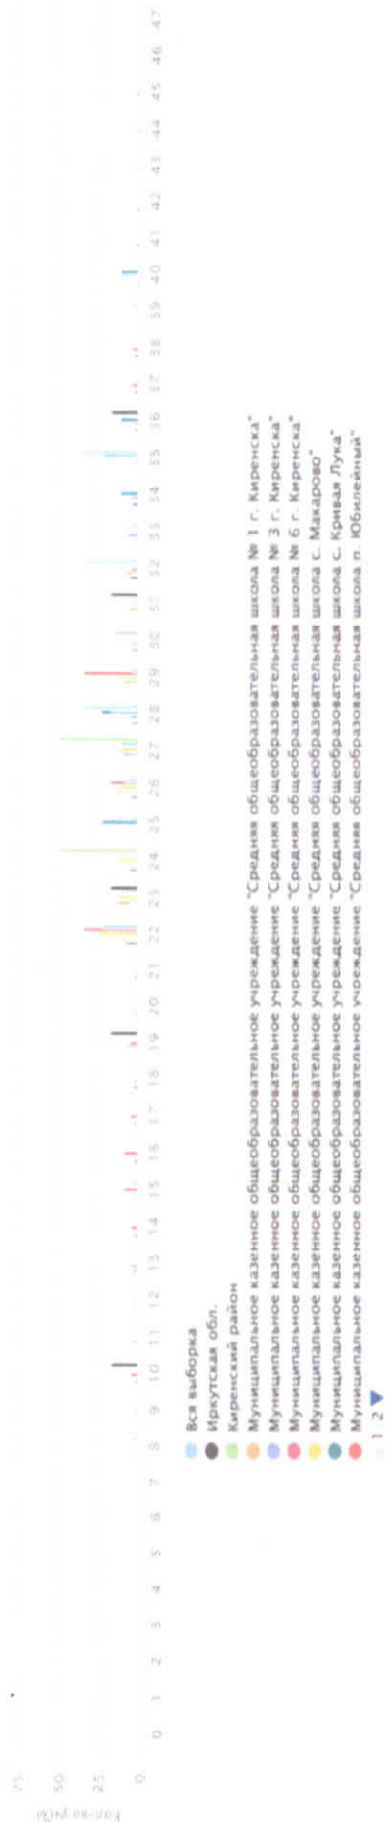 Кол-во уч(%)
75
50
25
0
0 1 2 3 4 5 6 7 8 9 10 11 12 13 14 15 16 17 18 19 20 21 22 23 24 25 26 27 28 29 30 31 32 33 34 35 36 37 38 39 40 41 42 43 44 45 46 47
Вся выборка
Иркутская обл.
Киренский район
Муниципальное казенное общеобразовательное учреждение "Средняя общеобразовательная школа № 1 г. Киренска"
Муниципальное казенное общеобразовательное учреждение "Средняя общеобразовательная школа № 3 г. Киренска"
Муниципальное казенное общеобразовательное учреждение "Средняя общеобразовательная школа № 6 г. Киренска"
Муниципальное казенное общеобразовательное учреждение "Средняя общеобразовательная школа с. Макарово"
Муниципальное казенное общеобразовательное учреждение "Средняя общеобразовательная школа с. Кривая Лука"
Муниципальное казенное общеобразовательное учреждение "Средняя общеобразовательная школа п. Юбилейный"
1 2